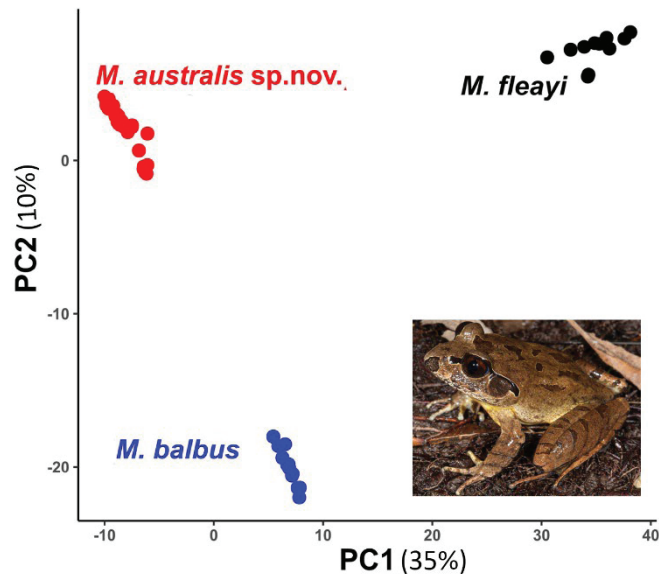 M. australis sp.nov.
M. fleayi
0
PC2 (10%)
-10
M. balbus
-20
-10 0 10 20 30 40
PC1 (35%)